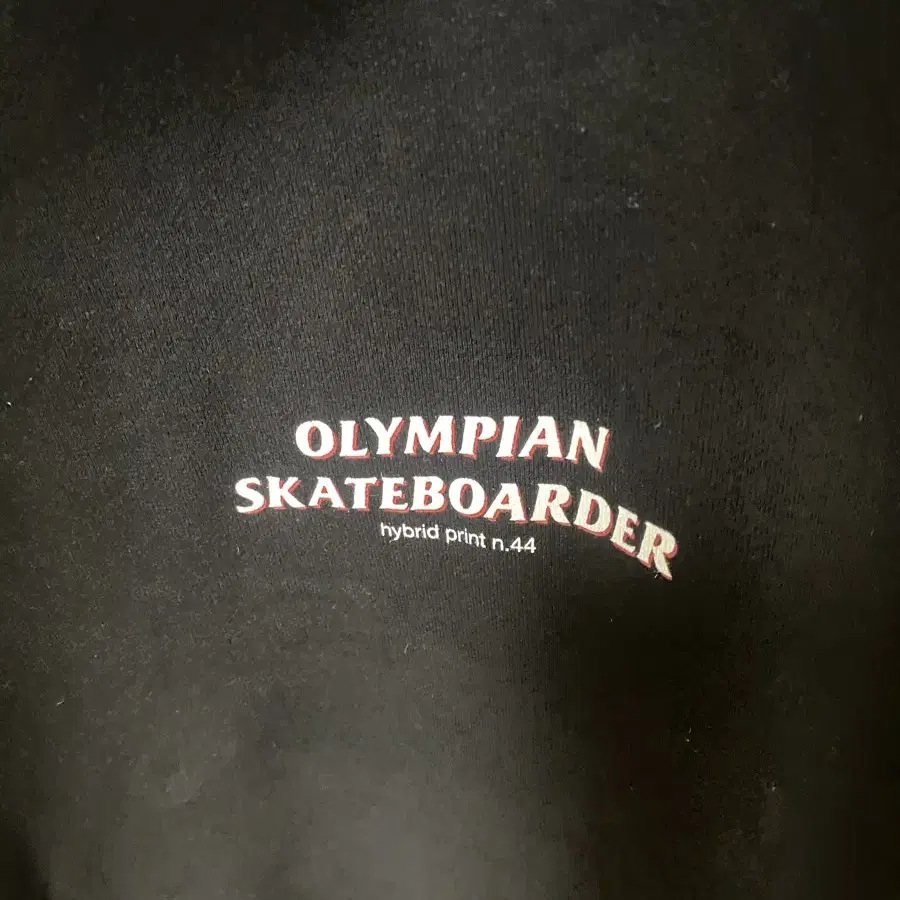 OLYMPIAN
SKATEBOARDER
hybrid print n.44